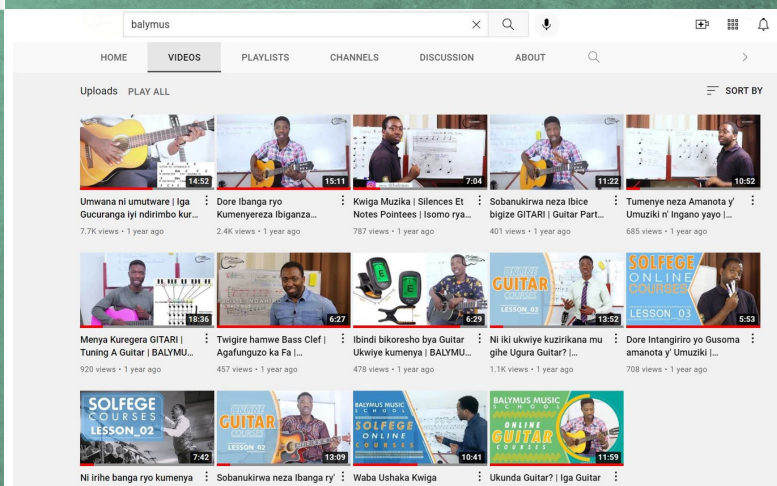 balymus
HOME VIDEOS PLAYLISTS CHANNELS DISCUSSION ABOUT
Uploads PLAY ALL
SORT BY
14:52
15:11
7:04
11:22
10:52
Umwana ni umutware | Iga
Gucuranga iyi ndirimbo kur...
7.7K views • 1 year ago
Dore Ibanga ryo
Kumenyereza Ibiganza...
2.4K views • 1 year ago
Kwiga Muzika | Silences Et
Notes Pointees | Isomo rya...
787 views • 1 year ago
Sobanukirwa neza Ibice
bigize GITARI | Guitar Part...
401 views • 1 year ago
Tumenye neza Amanota y'
Umuziki n' Ingano yayo |...
685 views • 1 year ago
18:36
6:27
E
6:29
ONLINE
GUITAR
COURSES
LESSON_03
13:52
SOLFEGE
ONLINE
COURSES
LESSON_03
5:53
Menya Kuregera GITARI |
Tuning A Guitar | BALYMU...
920 views • 1 year ago
Twigire hamwe Bass Clef |
Agafunguzo ka Fa |...
457 views • 1 year ago
Ibindi bikoresho bya Guitar
Ukwiye kumenya | BALYMU...
478 views • 1 year ago
Ni iki ukwiye kuzirikana mu
gihe Ugura Guitar? |...
1.1K views • 1 year ago
Dore Intangiriro yo Gusoma
amanota y' Umuziki |...
708 views • 1 year ago
SOLFEGE
COURSES
LESSON_02
7:42
ONLINE
GUITAR
COURSES
LESSON_02
13:09
BALYMUS MUSIC
SCHOOL
SOLFEGE
ONLINE
COURSES
10:41
BALYMUS MUSIC
SCHOOL
ONLINE
GUITAR
COURSES
11:59
Ni irihe banga ryo kumenya
Sobanukirwa neza Ibanga ry'
Waba Ushaka Kwiga
Ukunda Guitar? | Iga Guitar